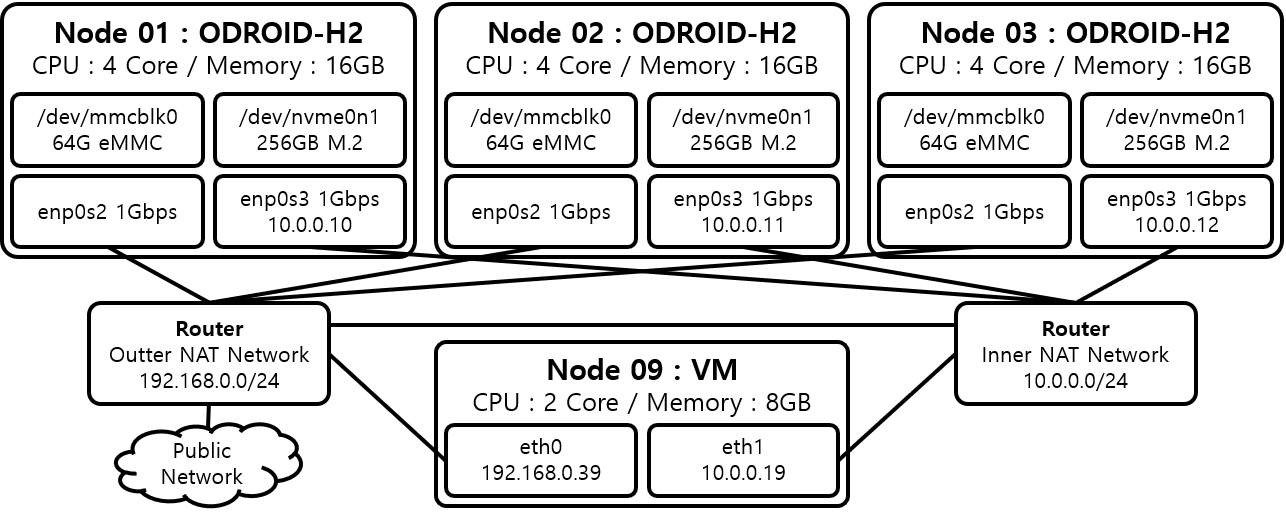 Node 01 : ODROID-H2
CPU : 4 Core / Memory : 16GB
/dev/mmcblk0
64G eMMC
/dev/nvme0n1
256GB M.2
enp0s2 1Gbps
enp0s3 1Gbps
10.0.0.10
Node 02 : ODROID-H2
CPU : 4 Core / Memory : 16GB
/dev/mmcblk0
64G eMMC
/dev/nvme0n1
256GB M.2
enp0s2 1Gbps
enp0s3 1Gbps
10.0.0.11
Node 03 : ODROID-H2
CPU : 4 Core / Memory : 16GB
/dev/mmcblk0
64G eMMC
/dev/nvme0n1
256GB M.2
enp0s2 1Gbps
enp0s3 1Gbps
10.0.0.12
Router
Outter NAT Network
192.168.0.0/24
Router
Inner NAT Network
10.0.0.0/24
Node 09 : VM
CPU : 2 Core / Memory : 8GB
eth0
192.168.0.39
eth1
10.0.0.19
Public
Network